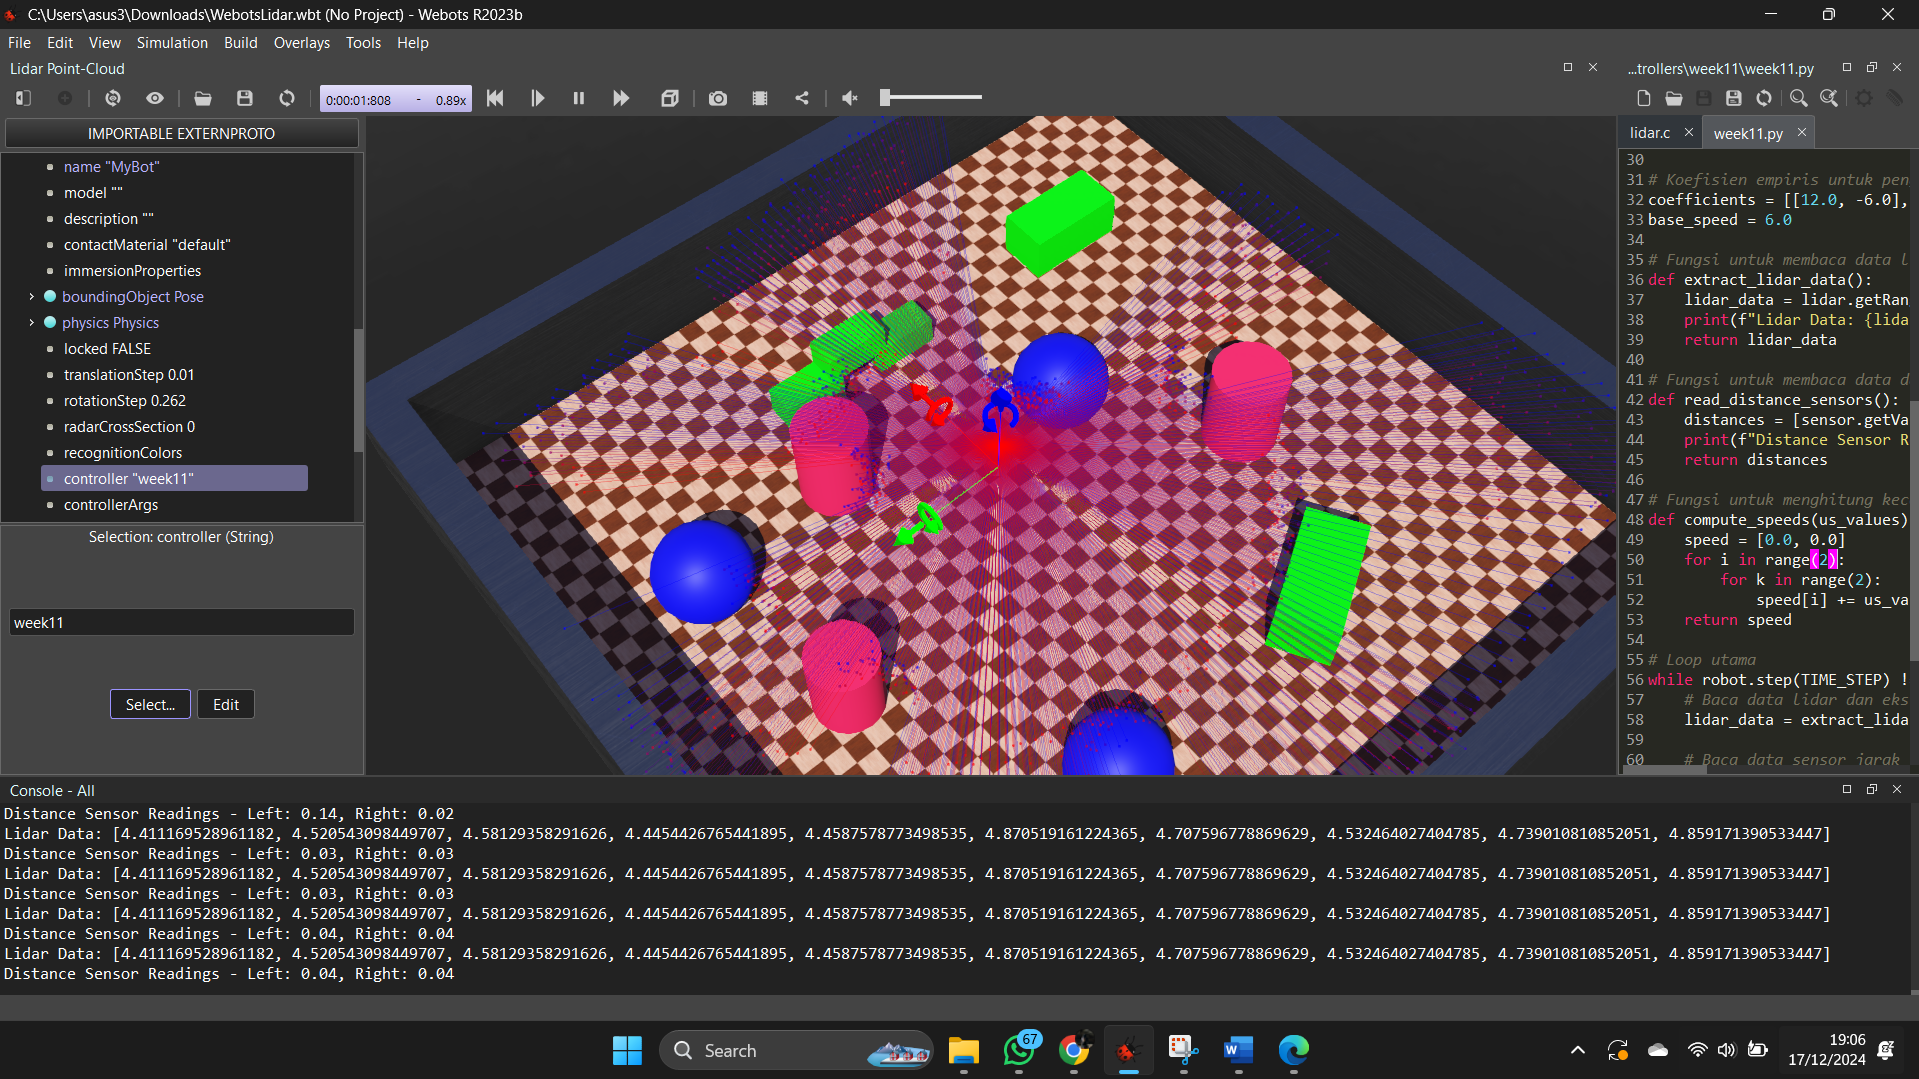 C:\Users\asus3\Downloads\WebotsLidar.wbt (No Project) - Webots R2023b
File Edit View Simulation Build Overlays Tools Help
Lidar Point-Cloud
0:00:01:808 - 0.89x
IMPORTABLE EXTERNPROTO
name "MyBot"
model ""
description ""
contactMaterial "default"
immersionProperties
boundingObject Pose
physics Physics
locked FALSE
translationStep 0.01
rotationStep 0.262
radarCrossSection 0
recognitionColors
controller "week11"
controllerArgs
Selection: controller (String)
week11
Select... Edit
...trollers\week11\week11.py
lidar.c week11.py
30
31 # Koefisien empiris untuk pen
32 coefficients = [[12.0, -6.0],
33 base_speed = 6.0
34
35 # Fungsi untuk membaca data l
36 def extract_lidar_data():
37 lidar_data = lidar.getRan
38 print(f"Lidar Data: {lida
39 return lidar_data
40
41 # Fungsi untuk membaca data d
42 def read_distance_sensors():
43 distances = [sensor.getVa
44 print(f"Distance Sensor R
45 return distances
46
47 # Fungsi untuk menghitung kec
48 def compute_speeds(us_values)
49 speed = [0.0, 0.0]
50 for i in range(2):
51 for k in range(2):
52 speed[i] += us_va
53 return speed
54
55 # Loop utama
56 while robot.step(TIME_STEP) !
57 # Baca data lidar dan eks
58 lidar_data = extract_lida
59
60 # Baca data sensor jarak
Console - All
Distance Sensor Readings - Left: 0.14, Right: 0.02
Lidar Data: [4.411169528961182, 4.520543098449707, 4.58129358291626, 4.4454426765441895, 4.4587578773498535, 4.870519161224365, 4.707596778869629, 4.532464027404785, 4.739010810852051, 4.859171390533447]
Distance Sensor Readings - Left: 0.03, Right: 0.03
Lidar Data: [4.411169528961182, 4.520543098449707, 4.58129358291626, 4.4454426765441895, 4.4587578773498535, 4.870519161224365, 4.707596778869629, 4.532464027404785, 4.739010810852051, 4.859171390533447]
Distance Sensor Readings - Left: 0.03, Right: 0.03
Lidar Data: [4.411169528961182, 4.520543098449707, 4.58129358291626, 4.4454426765441895, 4.4587578773498535, 4.870519161224365, 4.707596778869629, 4.532464027404785, 4.739010810852051, 4.859171390533447]
Distance Sensor Readings - Left: 0.04, Right: 0.04
Lidar Data: [4.411169528961182, 4.520543098449707, 4.58129358291626, 4.4454426765441895, 4.4587578773498535, 4.870519161224365, 4.707596778869629, 4.532464027404785, 4.739010810852051, 4.859171390533447]
Distance Sensor Readings - Left: 0.04, Right: 0.04
Search
67
W
19:06
17/12/2024